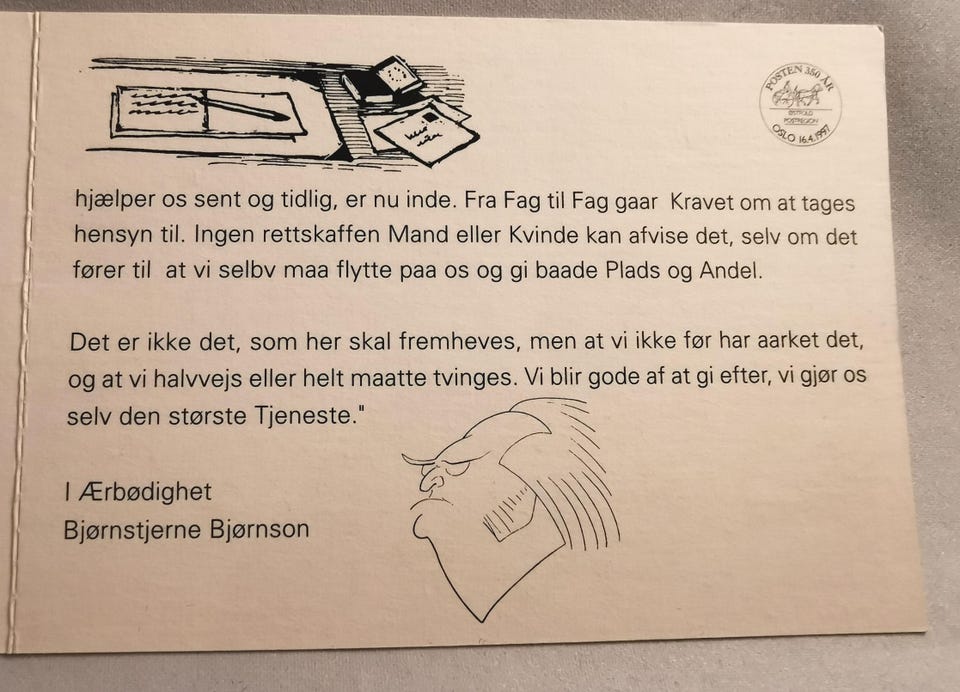 POSTEN 350 ÅR
ØSTFOLD
POSTREGION
OSLO 16.4.1997
hjælper os sent og tidlig, er nu inde. Fra Fag til Fag gaar Kravet om at tages
hensyn til. Ingen rettskaffen Mand eller Kvinde kan afvise det, selv om det
fører til at vi selbv maa flytte paa os og gi baade Plads og Andel.
Det er ikke det, som her skal fremheves, men at vi ikke før har aarket det,
og at vi halvvejs eller helt maatte tvinges. Vi blir gode af at gi efter, vi gjør os
selv den største Tjeneste."
I Ærbødighet
Bjørnstjerne Bjørnson